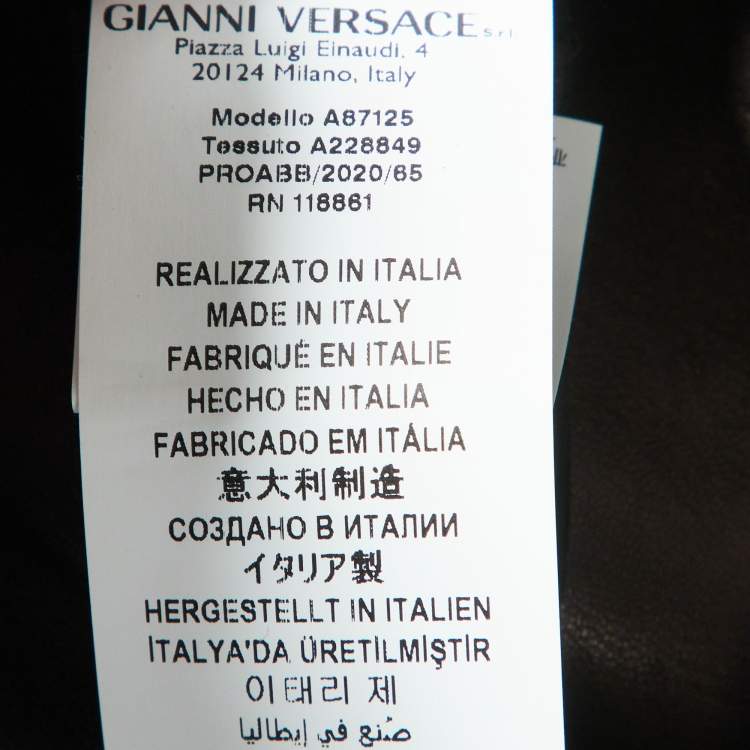 GIANNI VERSACE s.r.l
Piazza Luigi Einaudi, 4
20124 Milano, Italy
Modello A87125
Tessuto A228849
PROABB/2020/65
RN 118861
REALIZZATO IN ITALIA
MADE IN ITALY
FABRIQUÉ EN ITALIE
HECHO EN ITALIA
FABRICADO EM ITÁLIA
意大利制造
СОЗДАНО В ИТАЛИИ
イタリア製
HERGESTELLT IN ITALIEN
İTALYA'DA ÜRETİLMİŞTİR
이태리 제
صُنع في إيطاليا